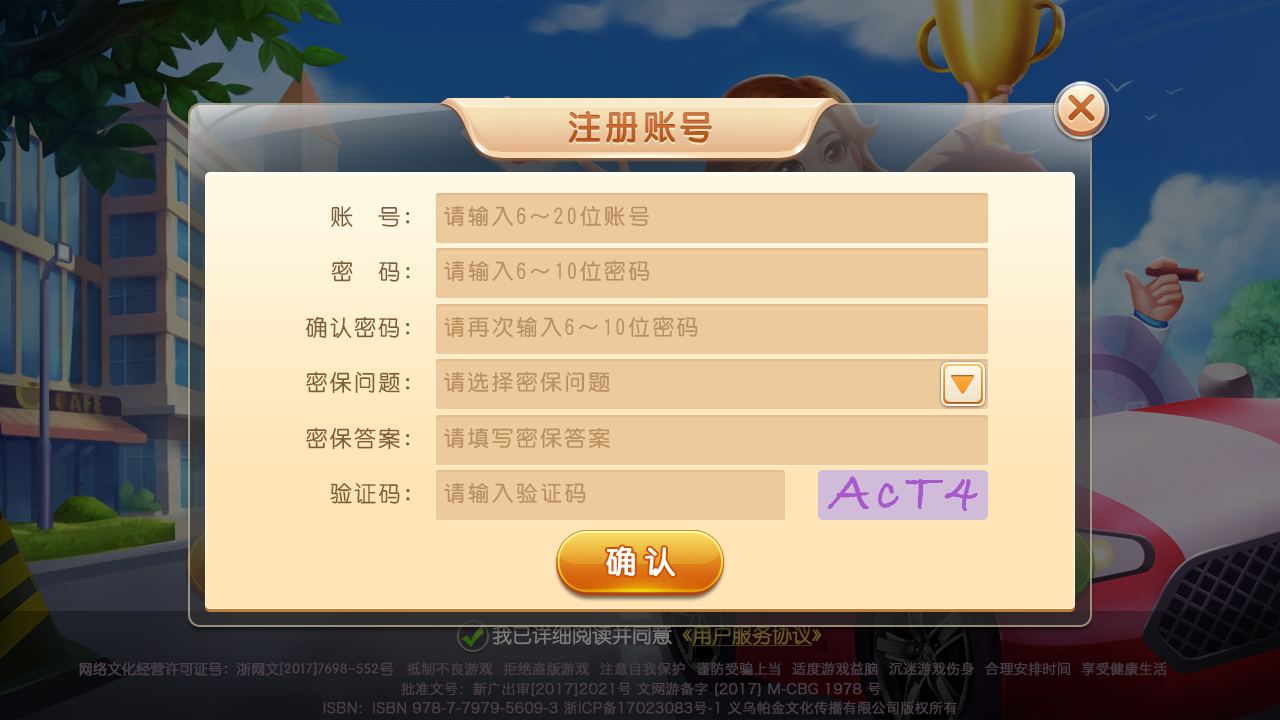 注册账号
账 号：
请输入6～20位账号
密 码：
请输入6～10位密码
确认密码：
请再次输入6～10位密码
密保问题：
请选择密保问题
密保答案：
请填写密保答案
验证码：
请输入验证码
AcT4
确认
CAFE
我已详细阅读并同意《用户服务协议》
网络文化经营许可证号：浙网文[2017]7698-552号 抵制不良游戏 拒绝盗版游戏 注意自我保护 谨防受骗上当 适度游戏益脑 沉迷游戏伤身 合理安排时间 享受健康生活
批准文号：新广出审[2017]2021号 文网游备字 [2017] M-CBG 1978 号
ISBN：ISBN 978-7-7979-5609-3 浙ICP备17023083号-1 义乌帕金文化传播有限公司版权所有